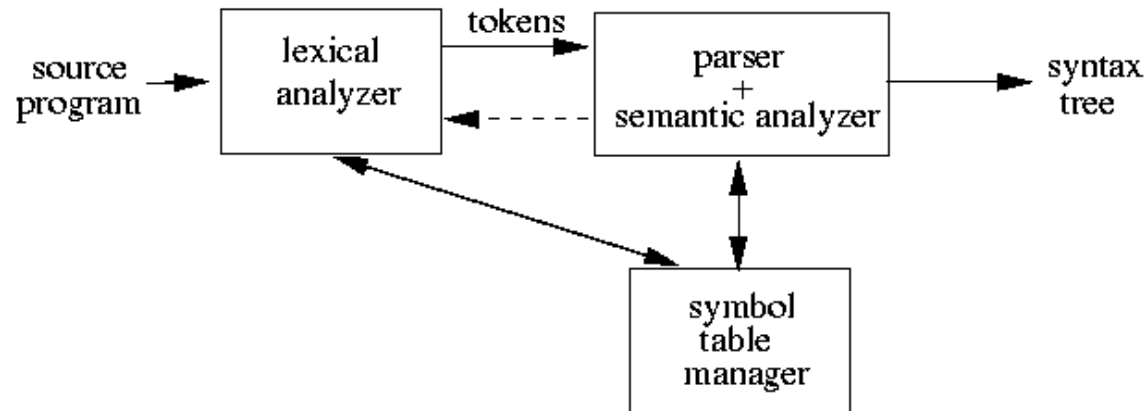 source
program
lexical
analyzer
tokens
parser
+
semantic analyzer
syntax
tree
symbol
table
manager